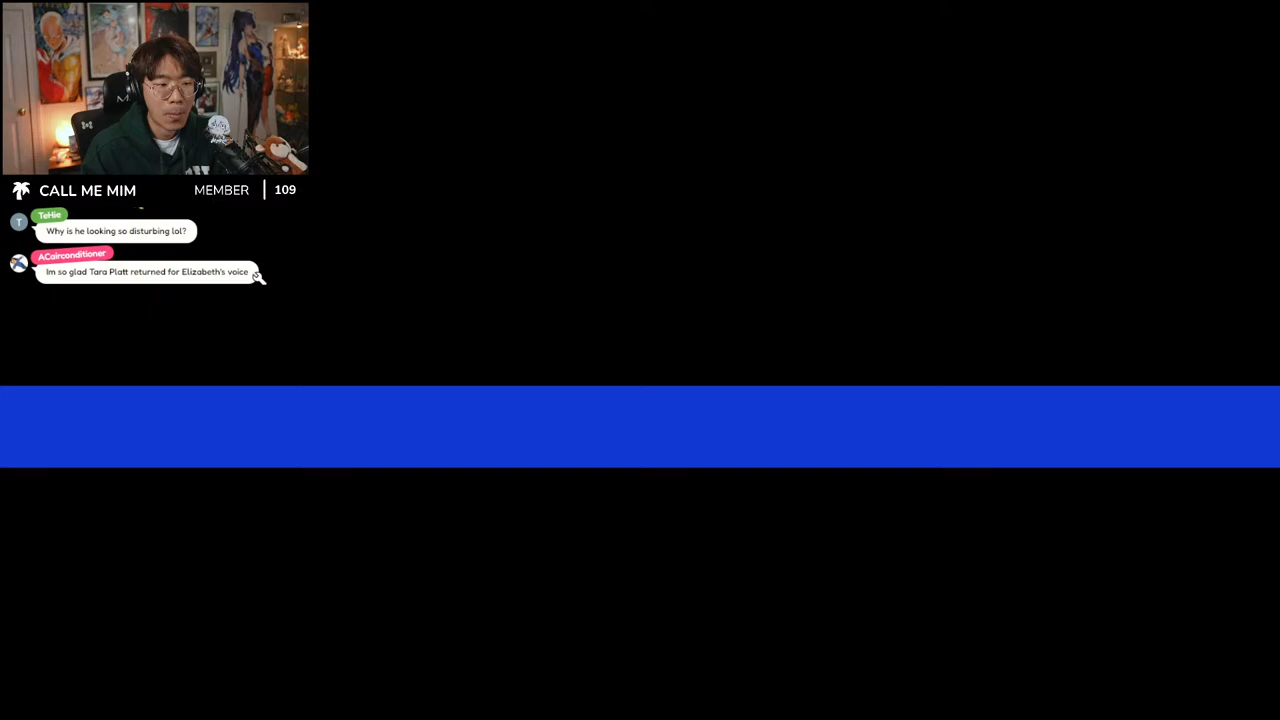 CALL ME MIM
MEMBER | 109
T
TeHie
Why is he looking so disturbing lol?
ACairconditioner
Im so glad Tara Platt returned for Elizabeth's voice